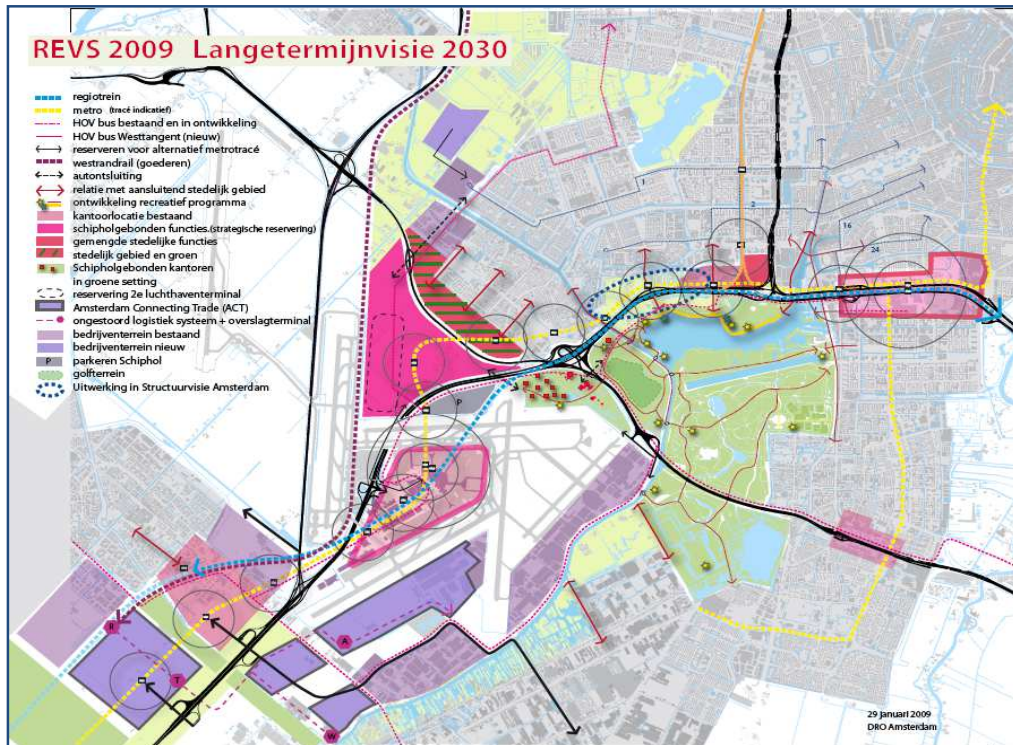 REVS 2009 Langetermijnvisie 2030
regiotrein
metro (tracé indicatief)
HOV bus bestaand en in ontwikkeling
HOV bus Westtangent (nieuw)
reserveren voor alternatief metrotracé
westrandrail (goederen)
autontsluiting
relatie met aansluitend stedelijk gebied
ontwikkeling recreatief programma
kantoorlocatie bestaand
schipholgebonden functies.(strategische reservering)
gemengde stedelijke functies
stedelijk gebied en groen
Schipholgebonden kantoren
in groene setting
reservering 2e luchthaventerminal
Amsterdam Connecting Trade (ACT)
ongestoord logistiek systeem + overslagterminal
bedrijventerrein bestaand
bedrijventerrein nieuw
P parkeren Schiphol
golfterrein
Uitwerking in Structuurvisie Amsterdam
1
2
16
24
P
R
A
T
W
29 januari 2009
DRO Amsterdam